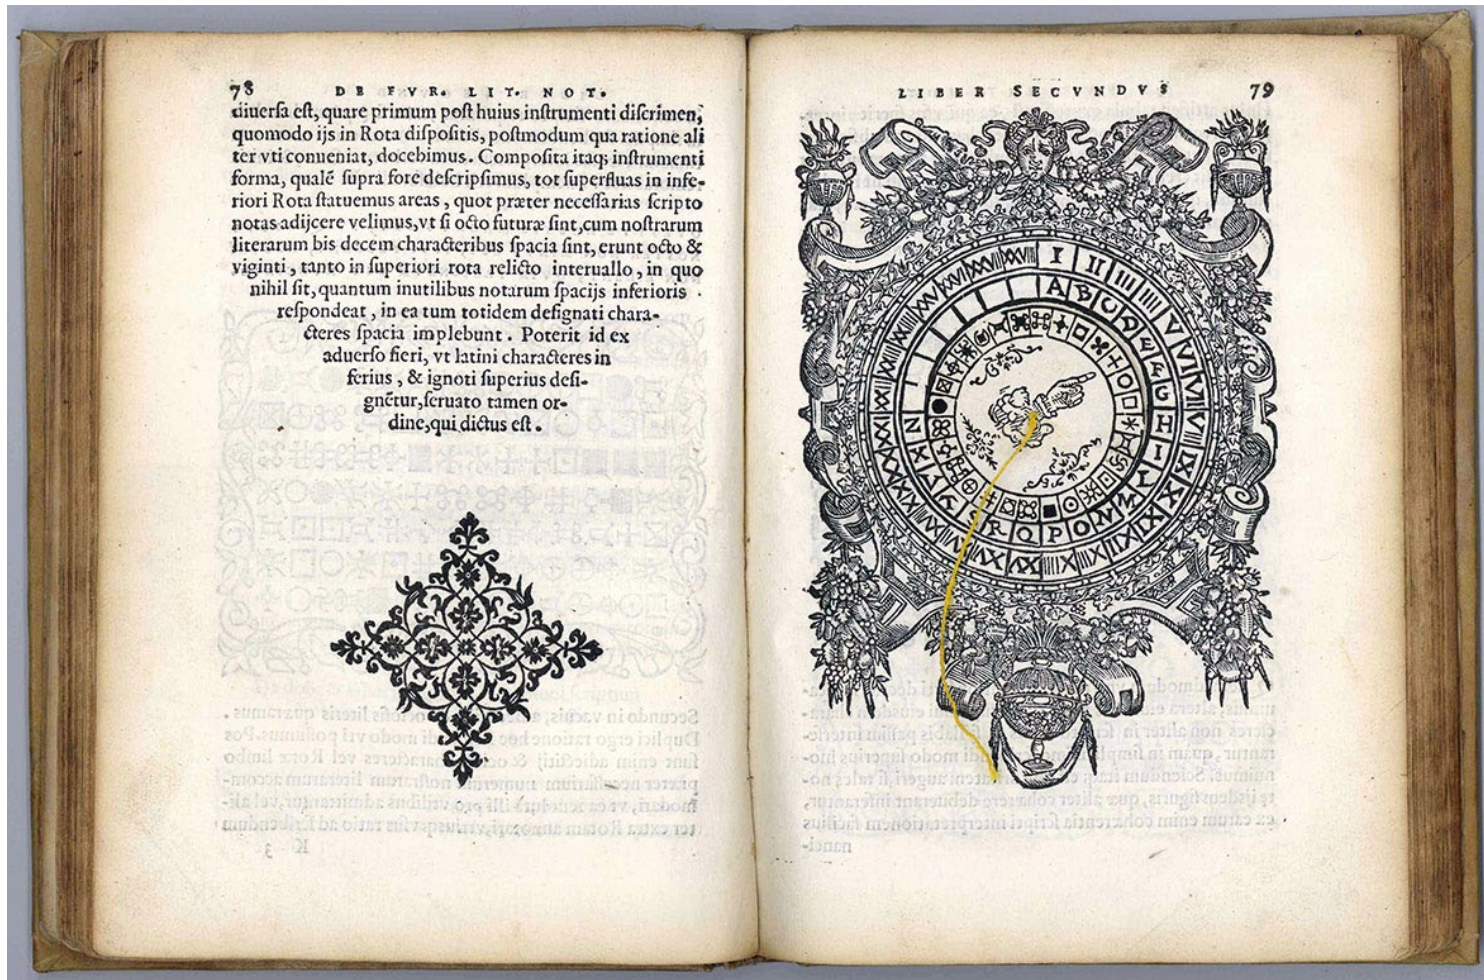 78 DE FVR. LIT. NOT.
diuersa est, quare primum post huius instrumenti discrimen,
quomodo ijs in Rota dispositis, postmodum qua ratione ali
ter vti conueniat, docebimus. Composita itaq; instrumenti
forma, qualē supra fore descripsimus, tot superfluas in infe-
riori Rota statuemus areas, quot præter necessarias scripto
notas adijcere velimus, vt si octo futuræ sint, cum nostrarum
literarum bis decem characteribus spacia sint, erunt octo &
viginti, tanto in superiori rota relicto interuallo, in quo
nihil sit, quantum inutilibus notarum spacijs inferioris
respondeat, in ea tum totidem designati chara-
cteres spacia implebunt. Poterit id ex
aduerso fieri, vt latini characteres in
ferius, & ignoti superius desi-
gnētur, seruato tamen or-
dine, qui dictus est.
LIBER SECVNDVS 79
I II IIII V VI VII VIII IX X
A B C D E F G H I L M N O P Q R S